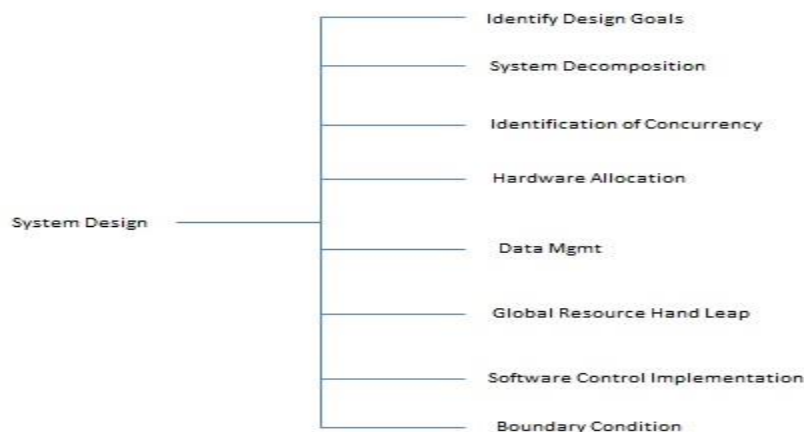 Identify Design Goals
System Decomposition
Identification of Concurrency
Hardware Allocation
System Design
Data Mgmt
Global Resource Hand Leap
Software Control Implementation
Boundary Condition